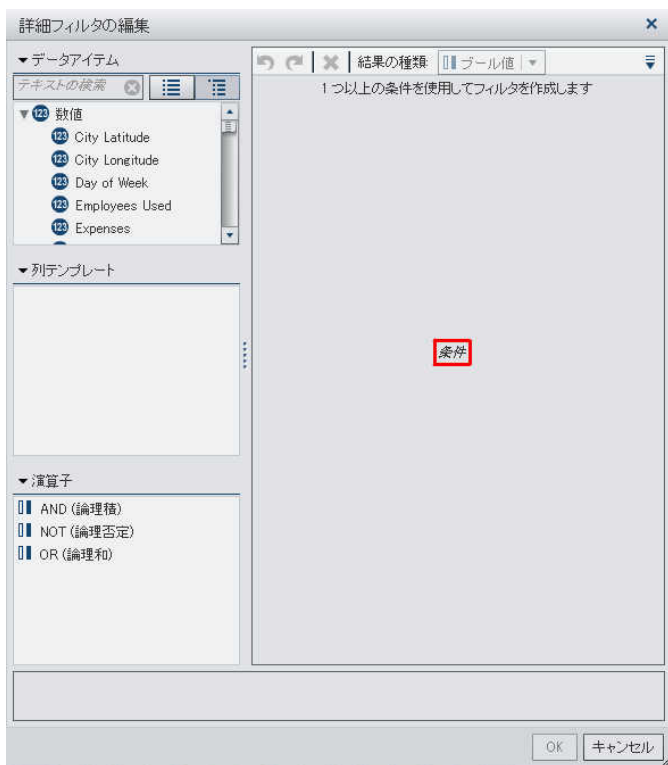 詳細フィルタの編集
データアイテム
テキストの検索
数値
City Latitude
City Longitude
Day of Week
Employees Used
Expenses
列テンプレート
演算子
AND (論理積)
NOT (論理否定)
OR (論理和)
結果の種類 ブール値
1 つ以上の条件を使用してフィルタを作成します
条件
OK キャンセル